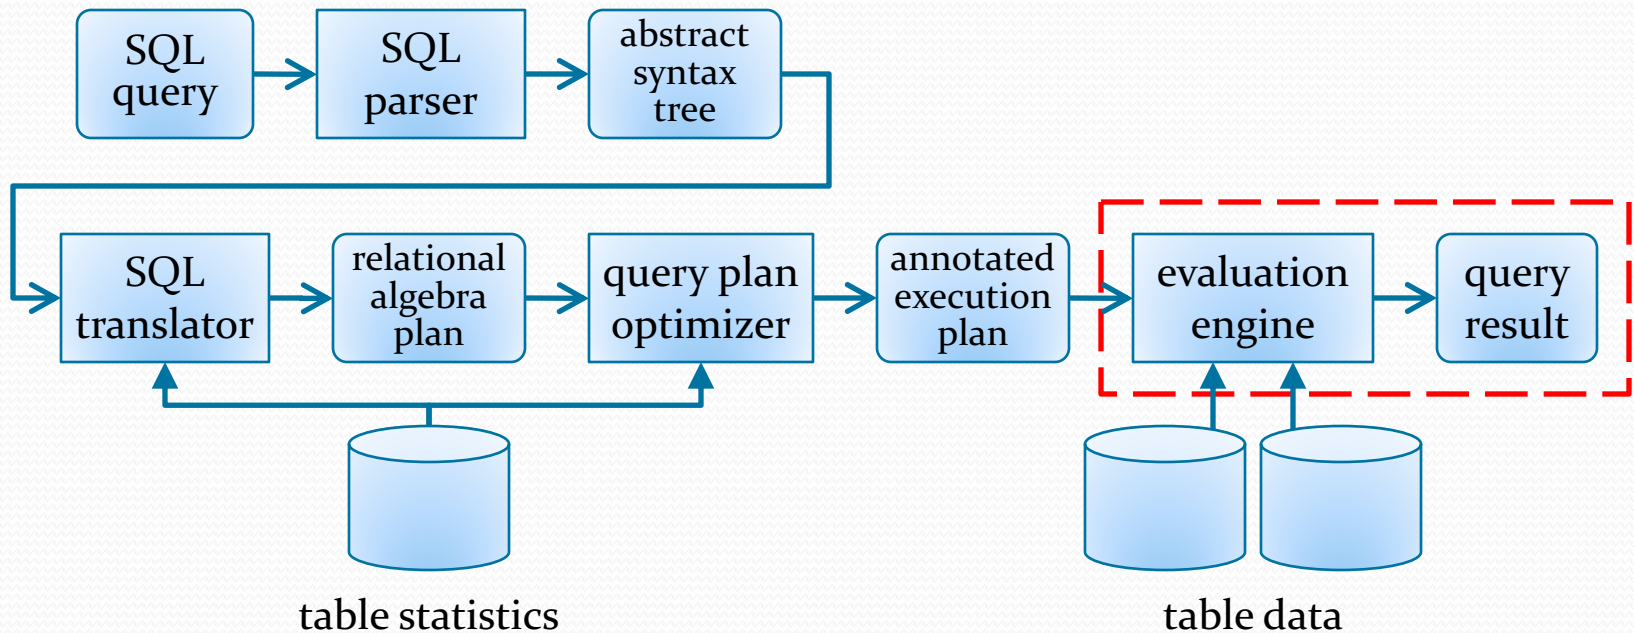 SQL
query
SQL
parser
abstract
syntax
tree
SQL
translator
relational
algebra
plan
query plan
optimizer
annotated
execution
plan
evaluation
engine
query
result
table statistics
table data